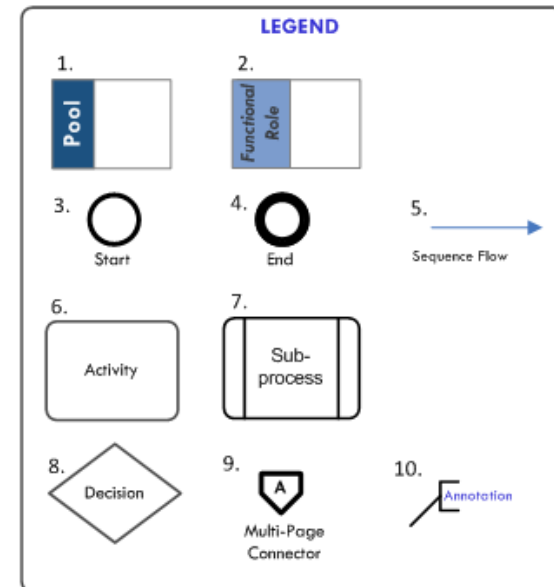 LEGEND
1.
2.
Pool
Functional
Role
3.
4.
5.
Start
End
Sequence Flow
6.
7.
Activity
Sub-
process
8.
9.
10.
Decision
A
Annotation
Multi-Page
Connector